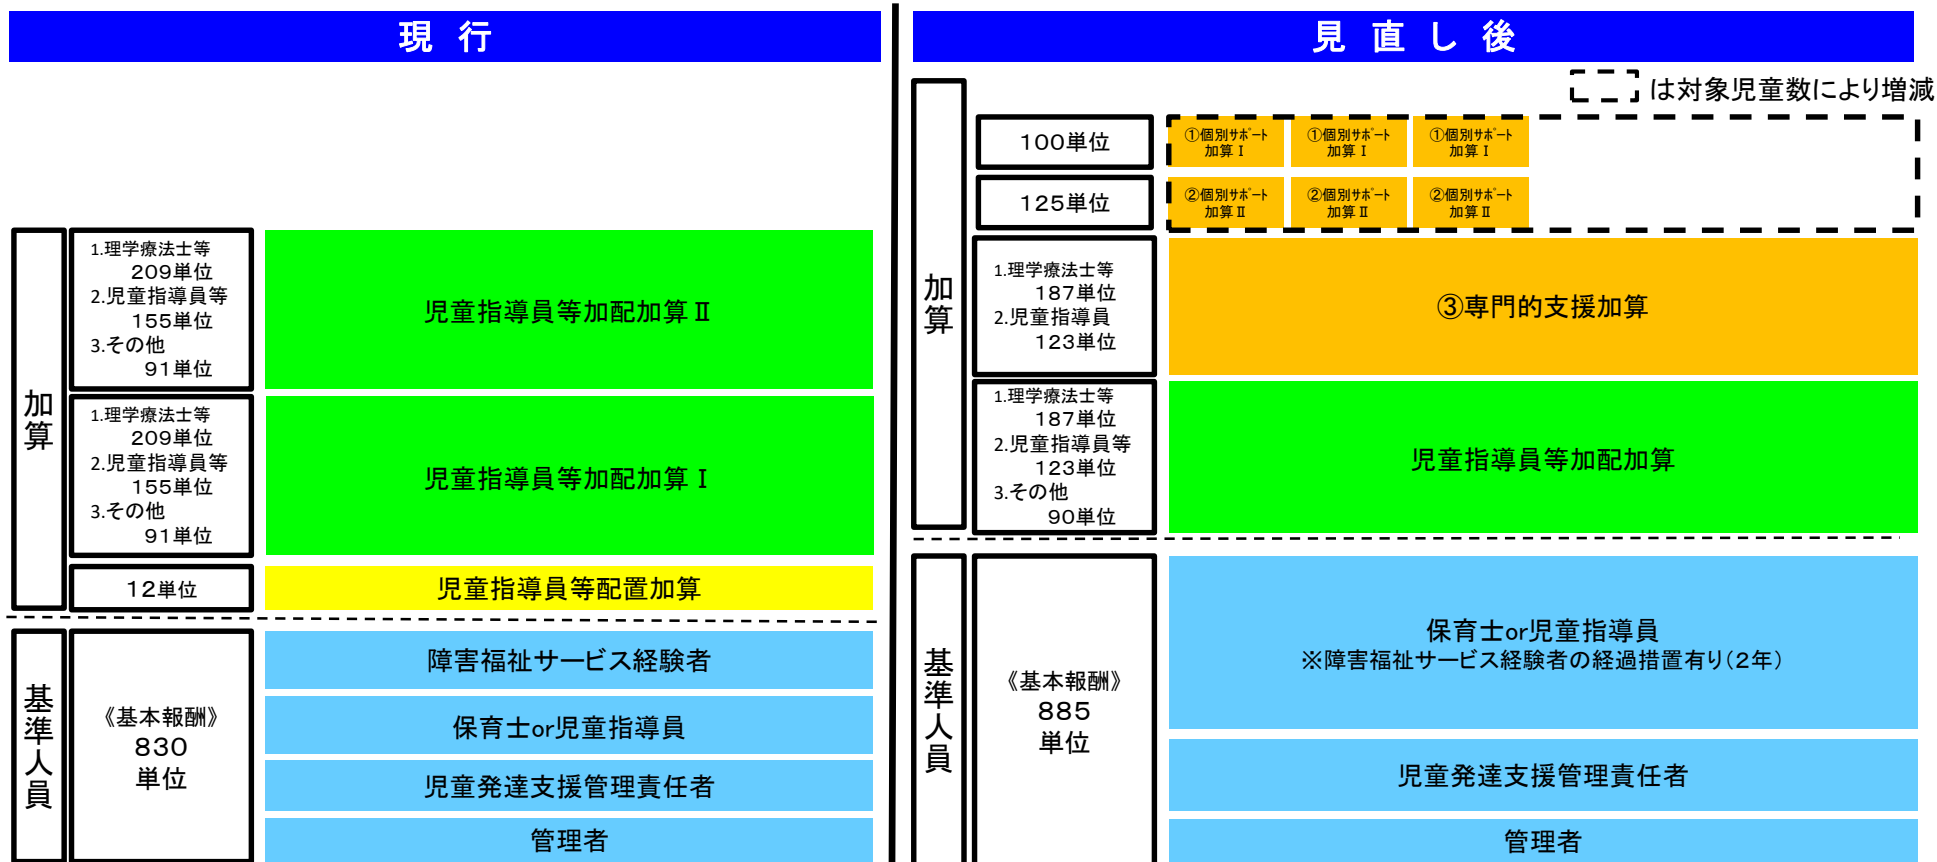 現 行
加算
1.理学療法士等
209単位
2.児童指導員等
155単位
3.その他
91単位
児童指導員等加配加算Ⅱ
1.理学療法士等
209単位
2.児童指導員等
155単位
3.その他
91単位
児童指導員等加配加算Ⅰ
12単位
児童指導員等配置加算
基準人員
《基本報酬》
830
単位
障害福祉サービス経験者
保育士or児童指導員
児童発達支援管理責任者
管理者
見 直 し 後
は対象児童数により増減
加算
100単位
①個別サポート
加算Ⅰ
①個別サポート
加算Ⅰ
①個別サポート
加算Ⅰ
125単位
②個別サポート
加算Ⅱ
②個別サポート
加算Ⅱ
②個別サポート
加算Ⅱ
1.理学療法士等
187単位
2.児童指導員
123単位
③専門的支援加算
1.理学療法士等
187単位
2.児童指導員等
123単位
3.その他
90単位
児童指導員等加配加算
基準人員
《基本報酬》
885
単位
保育士or児童指導員
※障害福祉サービス経験者の経過措置有り(2年)
児童発達支援管理責任者
管理者